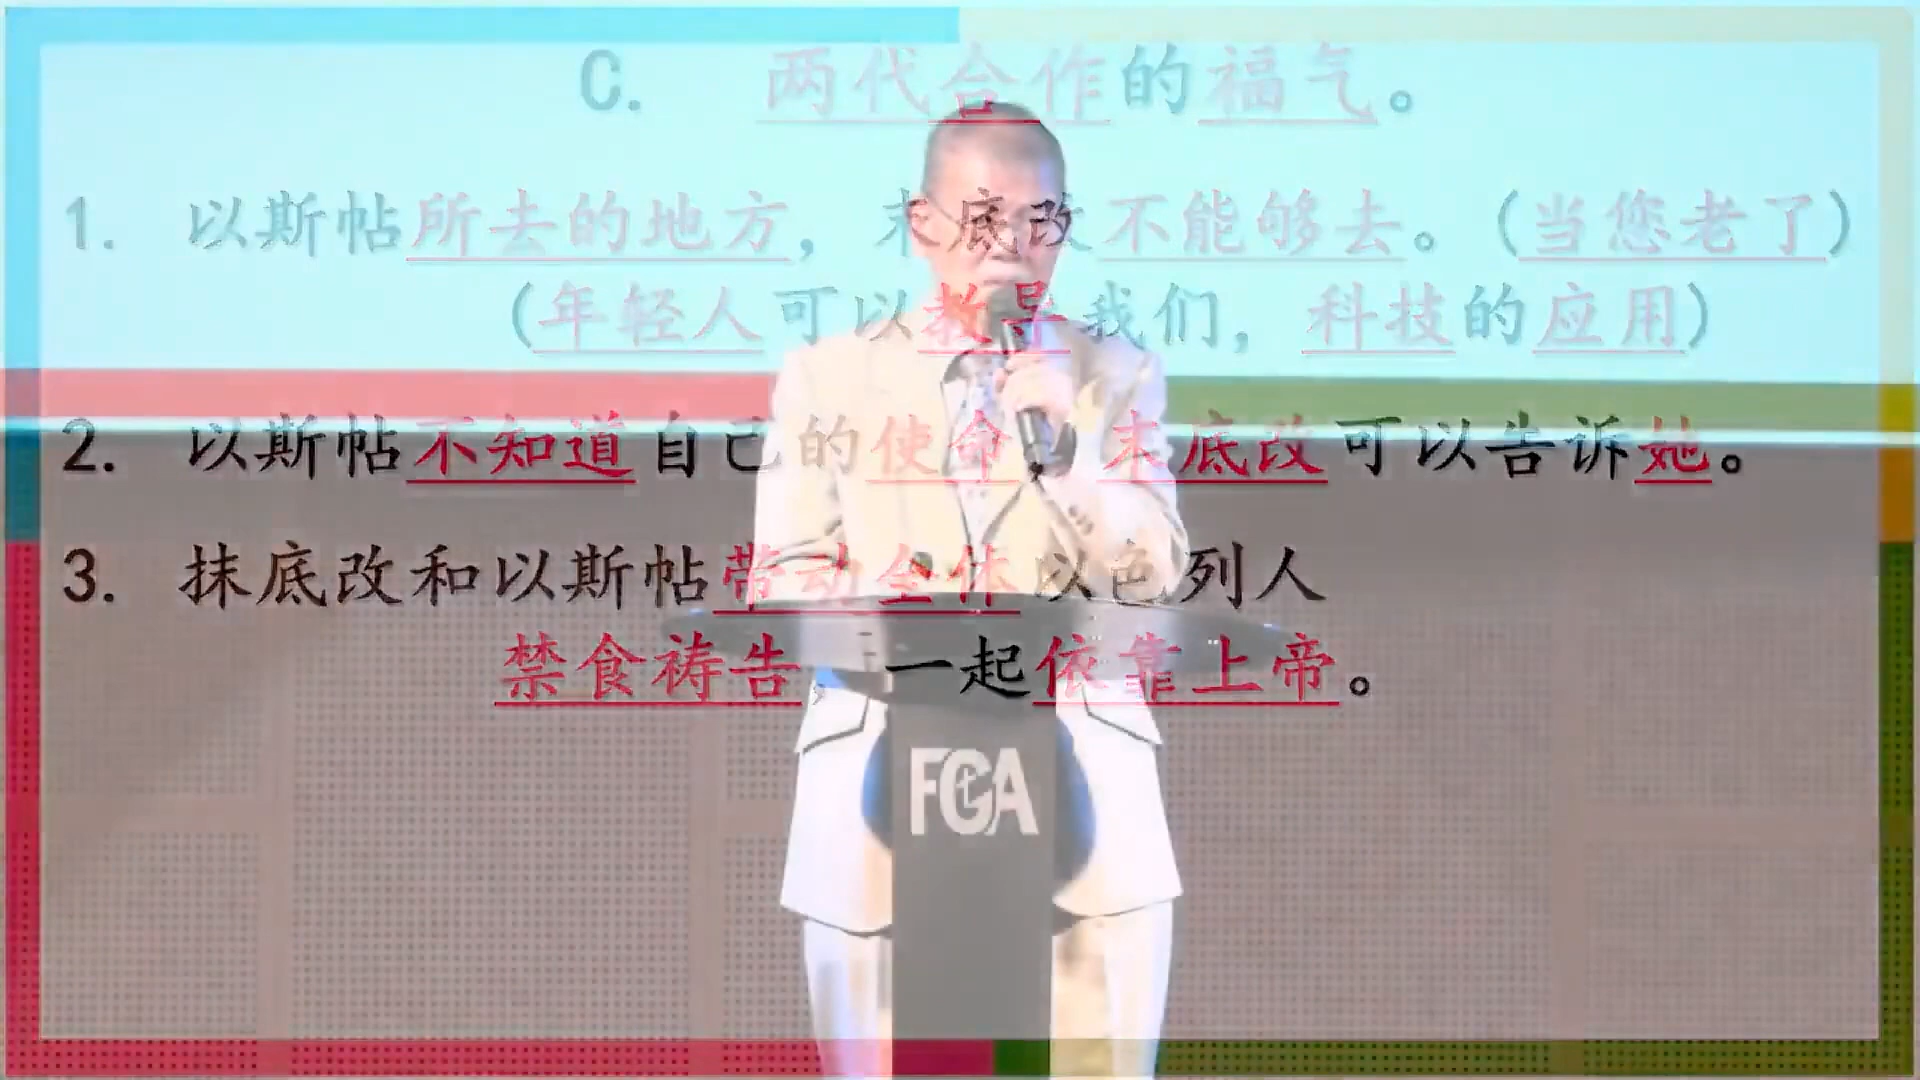 C. 两代合作的福气。
1. 以斯帖所去的地方，末底改不能够去。(当您老了)
(年轻人可以教导我们，科技的应用)
2. 以斯帖不知道自己的使命，末底改可以告诉她。
3. 抹底改和以斯帖带动全体以色列人
禁食祷告，一起依靠上帝。
FGA